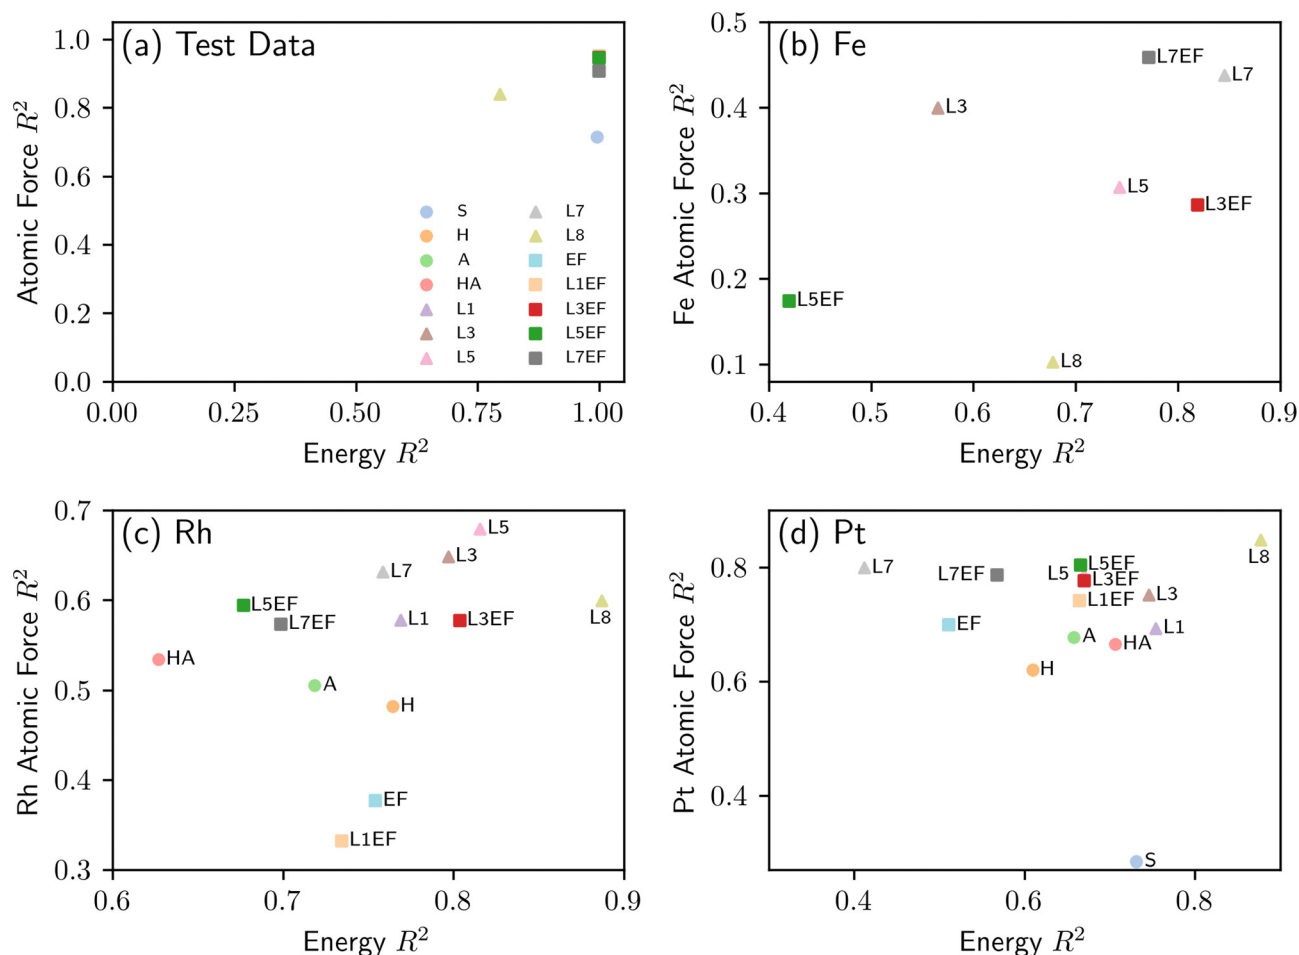 (a) Test Data
1.0
0.8
0.6
0.4
0.2
0.0
Atomic Force R²
S
H
A
HA
L1
L3
L5
L7
L8
EF
L1EF
L3EF
L5EF
L7EF
0.00 0.25 0.50 0.75 1.00
Energy R²
(b) Fe
0.5
0.4
0.3
0.2
0.1
Fe Atomic Force R²
L7EF
L7
L3
L5
L3EF
L5EF
L8
0.4 0.5 0.6 0.7 0.8 0.9
Energy R²
(c) Rh
0.7
0.6
0.5
0.4
0.3
Rh Atomic Force R²
L5
L3
L7
L5EF
L7EF
L1
L3EF
L8
HA
A
H
EF
L1EF
0.6 0.7 0.8 0.9
Energy R²
(d) Pt
0.8
0.6
0.4
Pt Atomic Force R²
L8
L7
L7EF
L5
L5EF
L3EF
L1EF
L3
EF
A
HA
L1
H
S
0.4 0.6 0.8
Energy R²